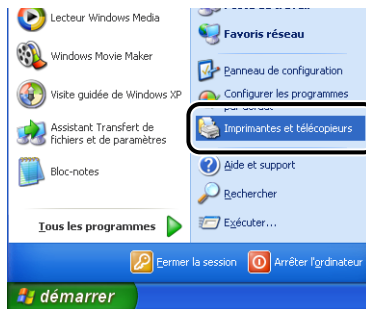 Lecteur Windows Media
Windows Movie Maker
Visite guidée de Windows XP
Assistant Transfert de
fichiers et de paramètres
Bloc-notes
Tous les programmes
Favoris réseau
Panneau de configuration
Configurer les programmes
par défaut
Imprimantes et télécopieurs
Aide et support
Rechercher
Exécuter...
Fermer la session
Arrêter l'ordinateur
démarrer